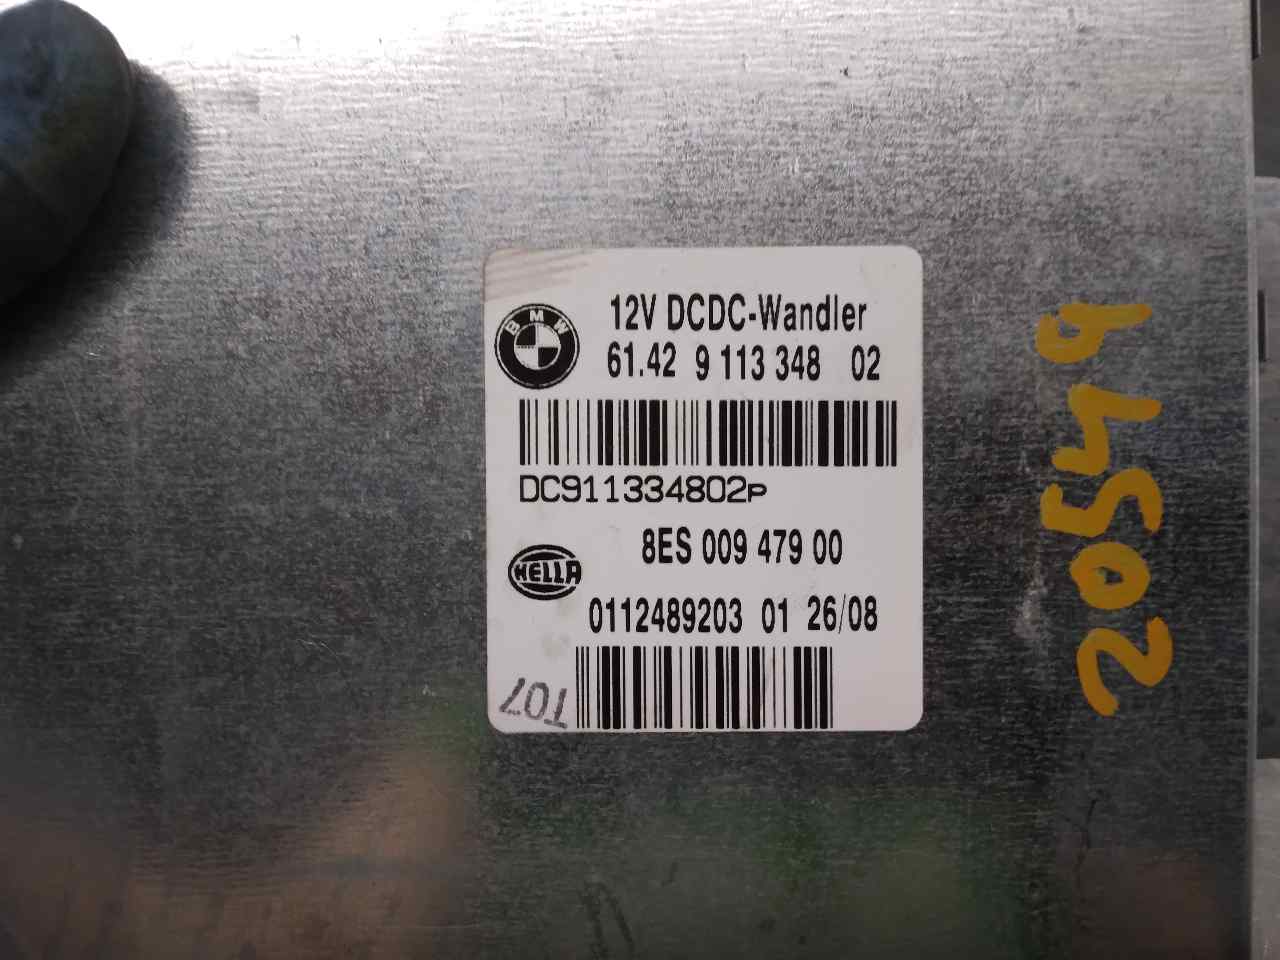 BMW
12V DCDC-Wandler
61.42 9 113 348 02
DC911334802P
8ES 009 479 00
HELLA
0112489203 01 26/08
T07
20549